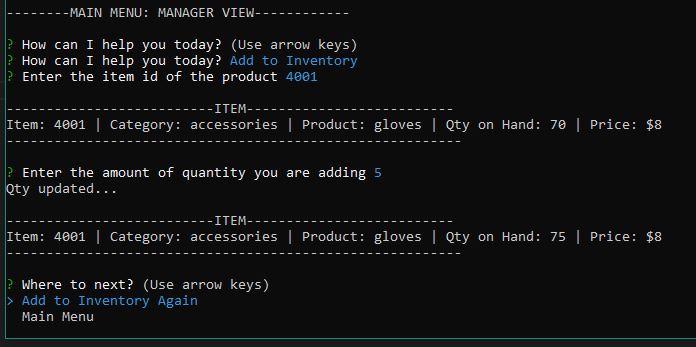 --------MAIN MENU: MANAGER VIEW------------
? How can I help you today? (Use arrow keys)
? How can I help you today? Add to Inventory
? Enter the item id of the product 4001
--------------------------ITEM--------------------------
Item: 4001 | Category: accessories | Product: gloves | Qty on Hand: 70 | Price: $8
---------------------------------------------------------
? Enter the amount of quantity you are adding 5
Qty updated...
--------------------------ITEM--------------------------
Item: 4001 | Category: accessories | Product: gloves | Qty on Hand: 75 | Price: $8
---------------------------------------------------------
? Where to next? (Use arrow keys)
> Add to Inventory Again
  Main Menu